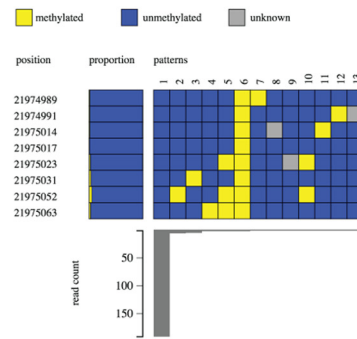 methylated unmethylated unknown
position proportion patterns
1 2 3 4 5 6 7 8 9 10 11 12 13
21974989
21974991
21975014
21975017
21975023
21975031
21975052
21975063
50
100
150
read count